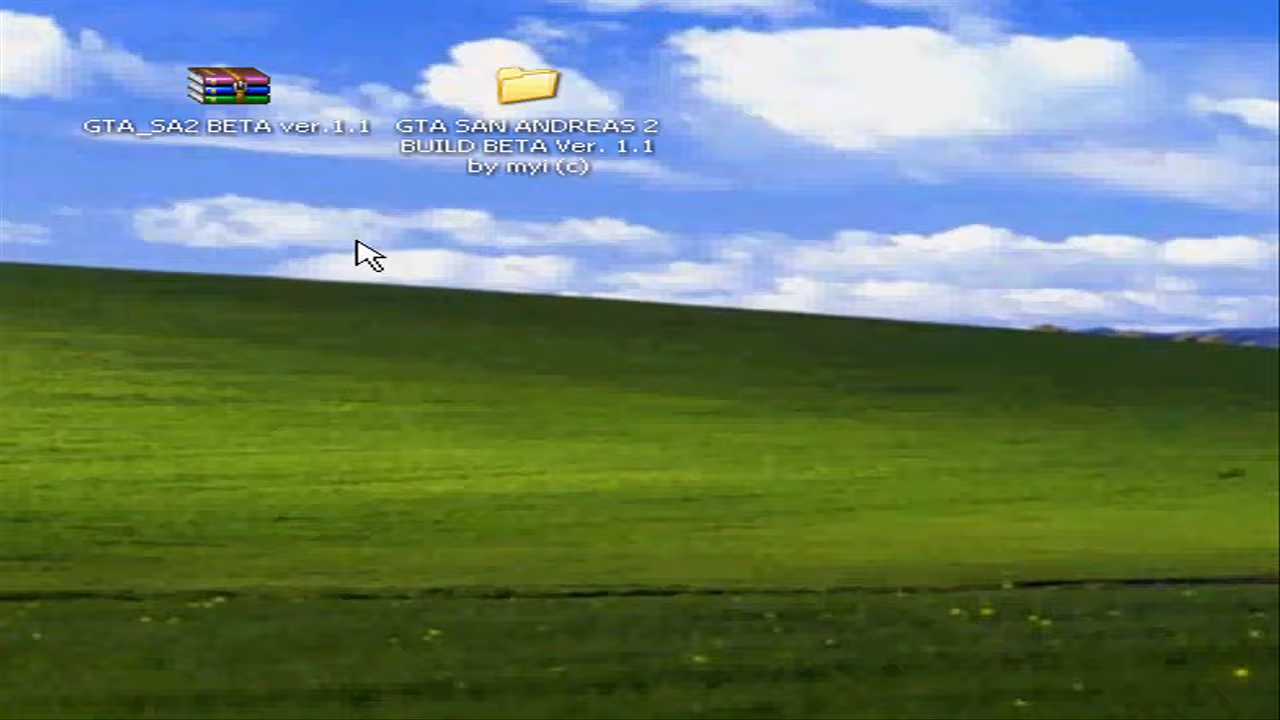 GTA_SA2 BETA ver.1.1
GTA SAN ANDREAS 2
BUILD BETA Ver. 1.1
by myi (c)